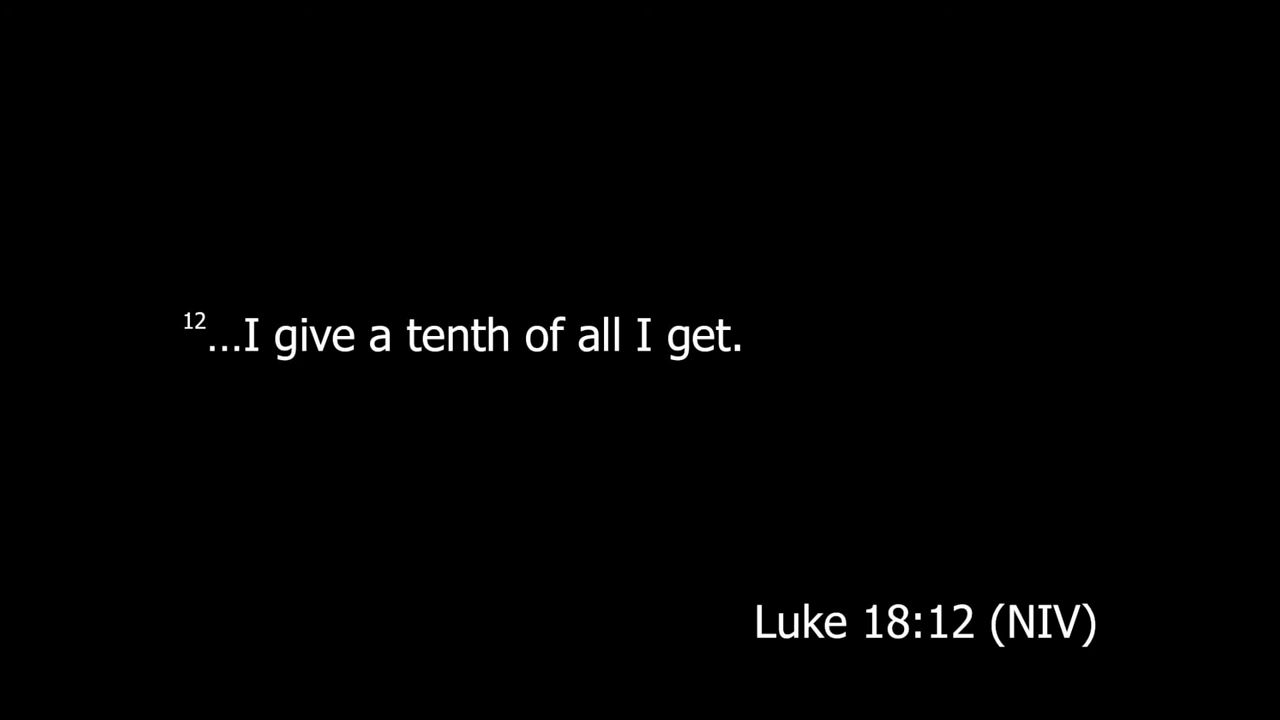 12...I give a tenth of all I get.
Luke 18:12 (NIV)